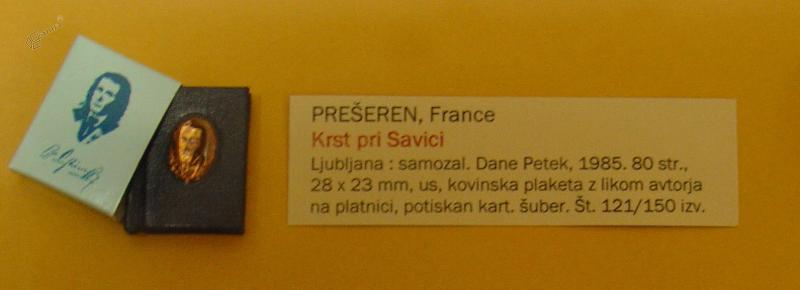 PREŠEREN, France
Krst pri Savici
Ljubljana : samozal. Dane Petek, 1985. 80 str.,
28 x 23 mm, us, kovinska plaketa z likom avtorja
na platnici, potiskan kart. šuber. Št. 121/150 izv.